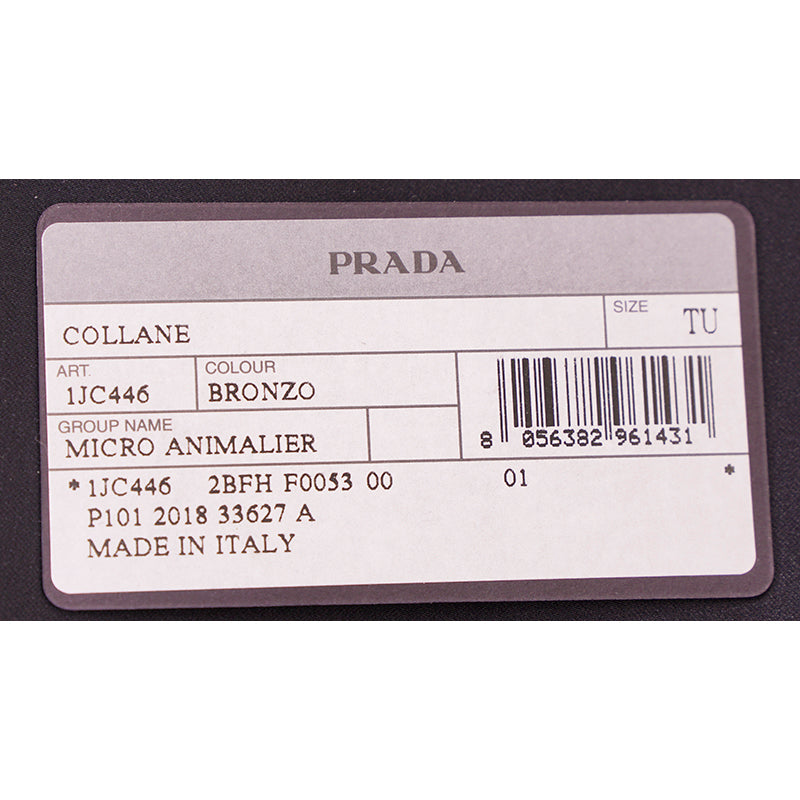 PRADA
COLLANE
SIZE TU
ART. 1JC446
COLOUR BRONZO
GROUP NAME
MICRO ANIMALIER
8 056382 961431
*1JC446 2BFH F0053 00 01 *
P101 2018 33627 A
MADE IN ITALY